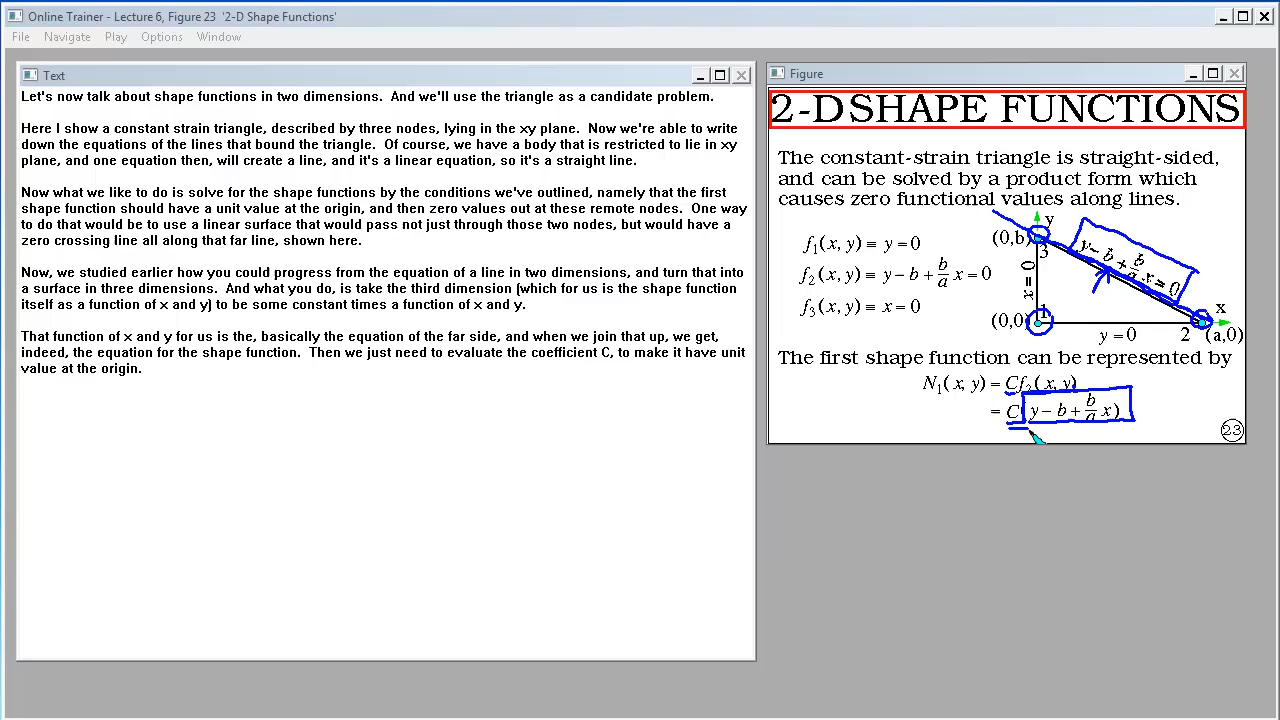 Online Trainer - Lecture 6, Figure 23 '2-D Shape Functions'
File Navigate Play Options Window
Text
Let's now talk about shape functions in two dimensions. And we'll use the triangle as a candidate problem.
Here I show a constant strain triangle, described by three nodes, lying in the xy plane. Now we're able to write
down the equations of the lines that bound the triangle. Of course, we have a body that is restricted to lie in xy
plane, and one equation then, will create a line, and it's a linear equation, so it's a straight line.
Now what we like to do is solve for the shape functions by the conditions we've outlined, namely that the first
shape function should have a unit value at the origin, and then zero values out at these remote nodes. One way
to do that would be to use a linear surface that would pass not just through those two nodes, but would have a
zero crossing line all along that far line, shown here.
Now, we studied earlier how you could progress from the equation of a line in two dimensions, and turn that into
a surface in three dimensions. And what you do, is take the third dimension (which for us is the shape function
itself as a function of x and y) to be some constant times a function of x and y.
That function of x and y for us is the, basically the equation of the far side, and when we join that up, we get,
indeed, the equation for the shape function. Then we just need to evaluate the coefficient C, to make it have unit
value at the origin.
Figure
2-D SHAPE FUNCTIONS
The constant-strain triangle is straight-sided,
and can be solved by a product form which
causes zero functional values along lines.
f₁(x, y) ≡ y = 0
f₂(x, y) ≡ y − b + b/a x = 0
f₃(x, y) ≡ x = 0
y
(0,b)
3
y − b + b/a x = 0
x = 0
1
(0,0
x
y = 0
2
(a,0)
The first shape function can be represented by
N₁(x, y) = Cf₂(x, y)
= C y − b + b/a x)
23